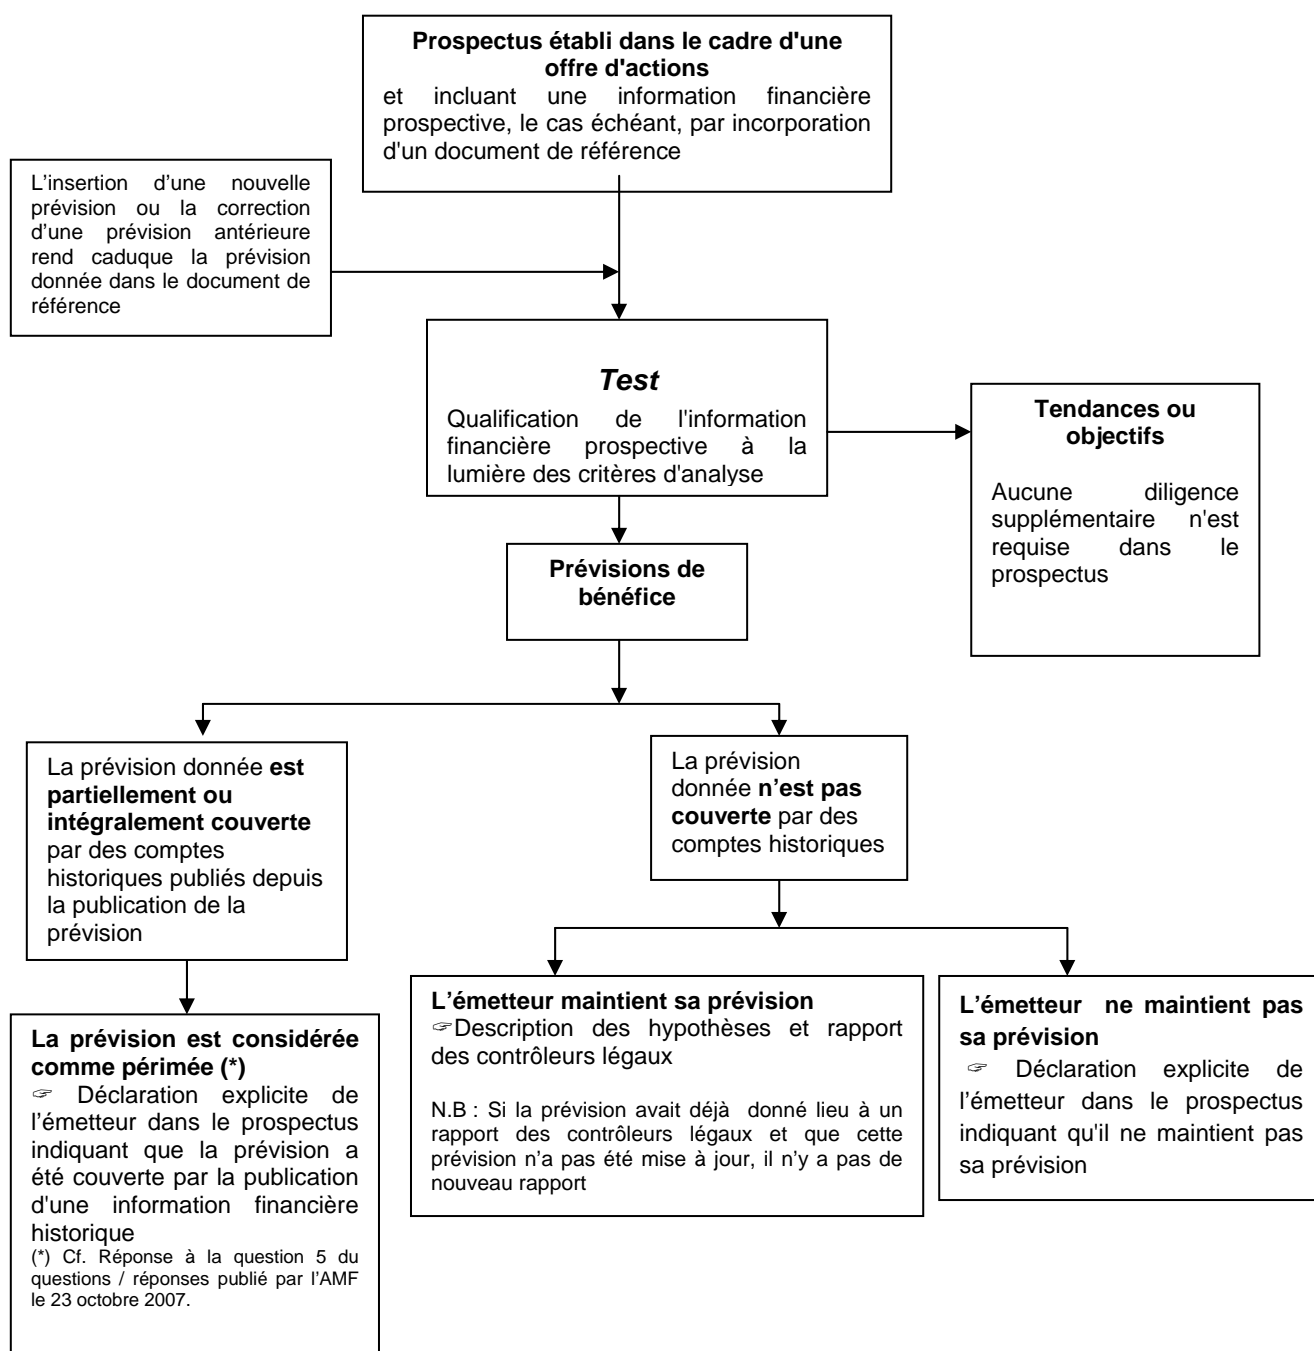 Prospectus établi dans le cadre d'une
offre d'actions
et incluant une information financière
prospective, le cas échéant, par incorporation
d'un document de référence
L'insertion d'une nouvelle
prévision ou la correction
d'une prévision antérieure
rend caduque la prévision
donnée dans le document de
référence
Test
Qualification de l'information
financière prospective à la
lumière des critères d'analyse
Tendances ou
objectifs
Aucune diligence
supplémentaire n'est
requise dans le
prospectus
Prévisions de
bénéfice
La prévision donnée est
partiellement ou
intégralement couverte
par des comptes
historiques publiés depuis
la publication de la
prévision
La prévision
donnée n'est pas
couverte par des
comptes historiques
La prévision est considérée
comme périmée (*)
☞ Déclaration explicite de
l'émetteur dans le prospectus
indiquant que la prévision a
été couverte par la publication
d'une information financière
historique
(*) Cf. Réponse à la question 5 du
questions / réponses publié par l'AMF
le 23 octobre 2007.
L'émetteur maintient sa prévision
☞Description des hypothèses et rapport
des contrôleurs légaux
N.B : Si la prévision avait déjà donné lieu à un
rapport des contrôleurs légaux et que cette
prévision n'a pas été mise à jour, il n'y a pas de
nouveau rapport
L'émetteur ne maintient pas
sa prévision
☞ Déclaration explicite de
l'émetteur dans le prospectus
indiquant qu'il ne maintient pas
sa prévision